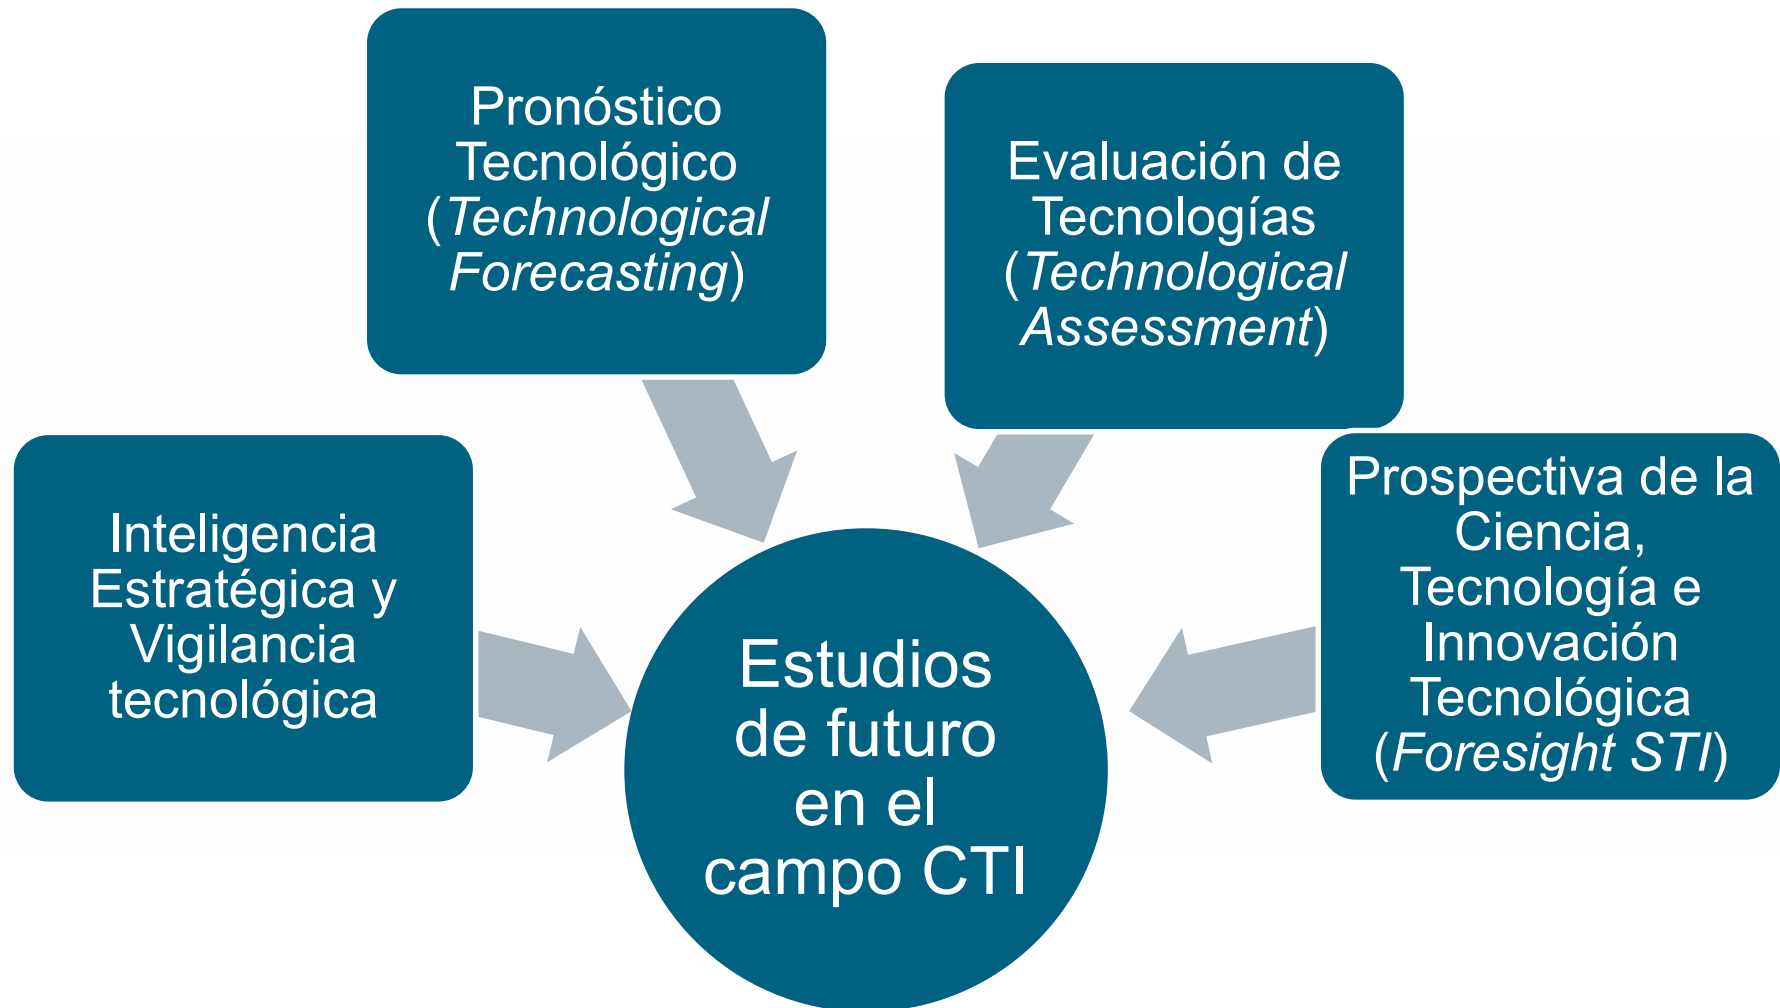 Pronóstico
Tecnológico
(Technological
Forecasting)
Evaluación de
Tecnologías
(Technological
Assessment)
Inteligencia
Estratégica y
Vigilancia
tecnológica
Prospectiva de la
Ciencia,
Tecnología e
Innovación
Tecnológica
(Foresight STI)
Estudios
de futuro
en el
campo CTI